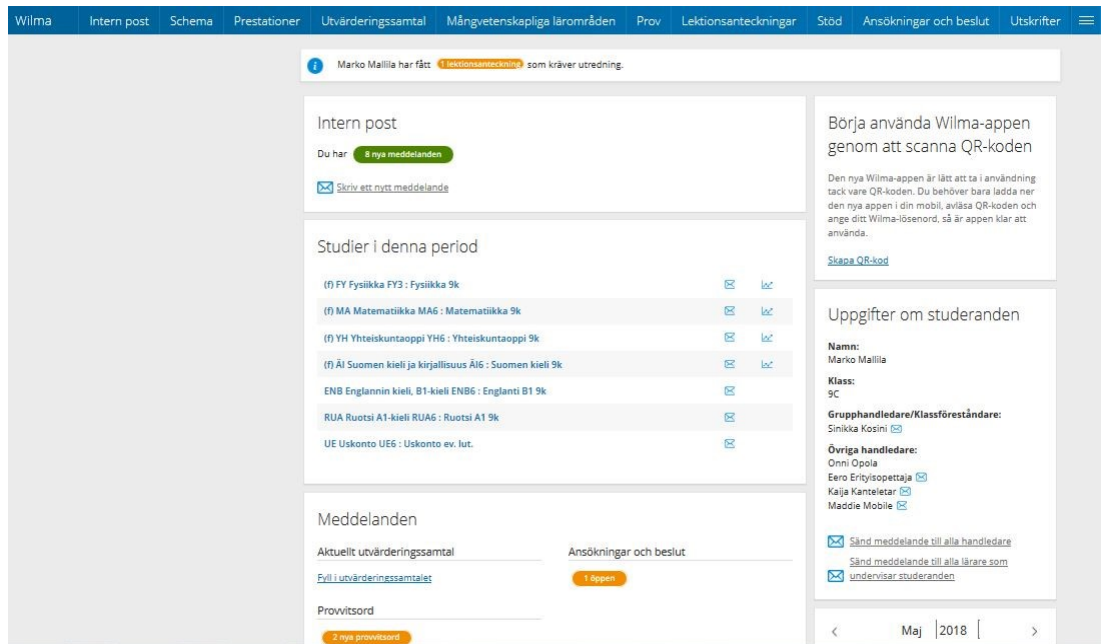 Wilma Intern post Schema Prestationer Utvärderingssamtal Mångvetenskapliga lärområden Prov Lektionsanteckningar Stöd Ansökningar och beslut Utskrifter
Marko Mallila har fått 1 lektionsanteckning som kräver utredning.
Intern post
Du har 8 nya meddelanden
Skriv ett nytt meddelande
Studier i denna period
(f) FY Fysiikka FY3 : Fysiikka 9k
(f) MA Matematiikka MA6 : Matematiikka 9k
(f) YH Yhteiskuntaoppi YH6 : Yhteiskuntaoppi 9k
(f) ÄI Suomen kieli ja kirjallisuus ÄI6 : Suomen kieli 9k
ENB Englannin kieli, B1-kieli ENB6 : Englanti B1 9k
RUA Ruotsi A1-kieli RUA6 : Ruotsi A1 9k
UE Uskonto UE6 : Uskonto ev. lut.
Meddelanden
Aktuellt utvärderingssamtal
Fyll i utvärderingssamtalet
Ansökningar och beslut
1 öppen
Provvitsord
2 nya provvitsord
Börja använda Wilma-appen
genom att scanna QR-koden
Den nya Wilma-appen är lätt att ta i användning
tack vare QR-koden. Du behöver bara ladda ner
den nya appen i din mobil, avläsa QR-koden och
ange ditt Wilma-lösenord, så är appen klar att
använda.
Skapa QR-kod
Uppgifter om studeranden
Namn:
Marko Mallila
Klass:
9C
Grupphandledare/Klassföreståndare:
Sinikka Kosini
Övriga handledare:
Onni Opola
Eero Erityisopettaja
Kaija Kanteletar
Maddie Mobile
Sänd meddelande till alla handledare
Sänd meddelande till alla lärare som
undervisar studeranden
Maj 2018